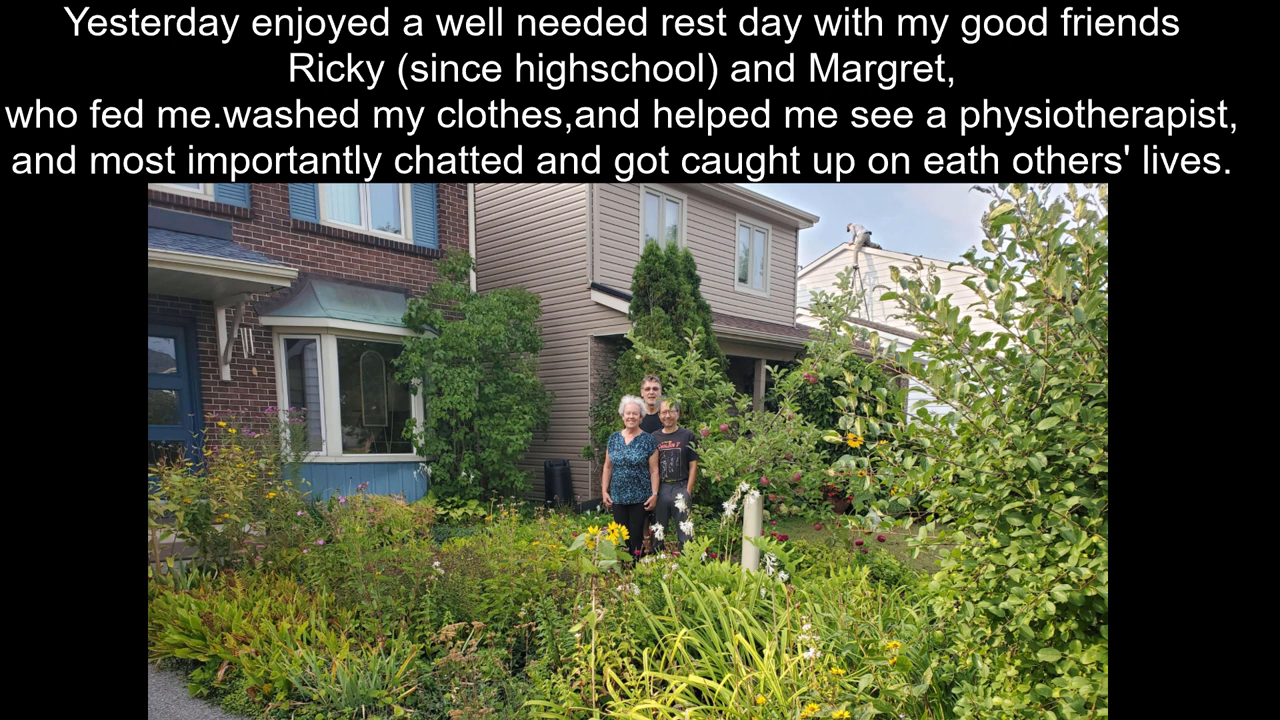 Yesterday enjoyed a well needed rest day with my good friends
Ricky (since highschool) and Margret,
who fed me.washed my clothes,and helped me see a physiotherapist,
and most importantly chatted and got caught up on eath others' lives.